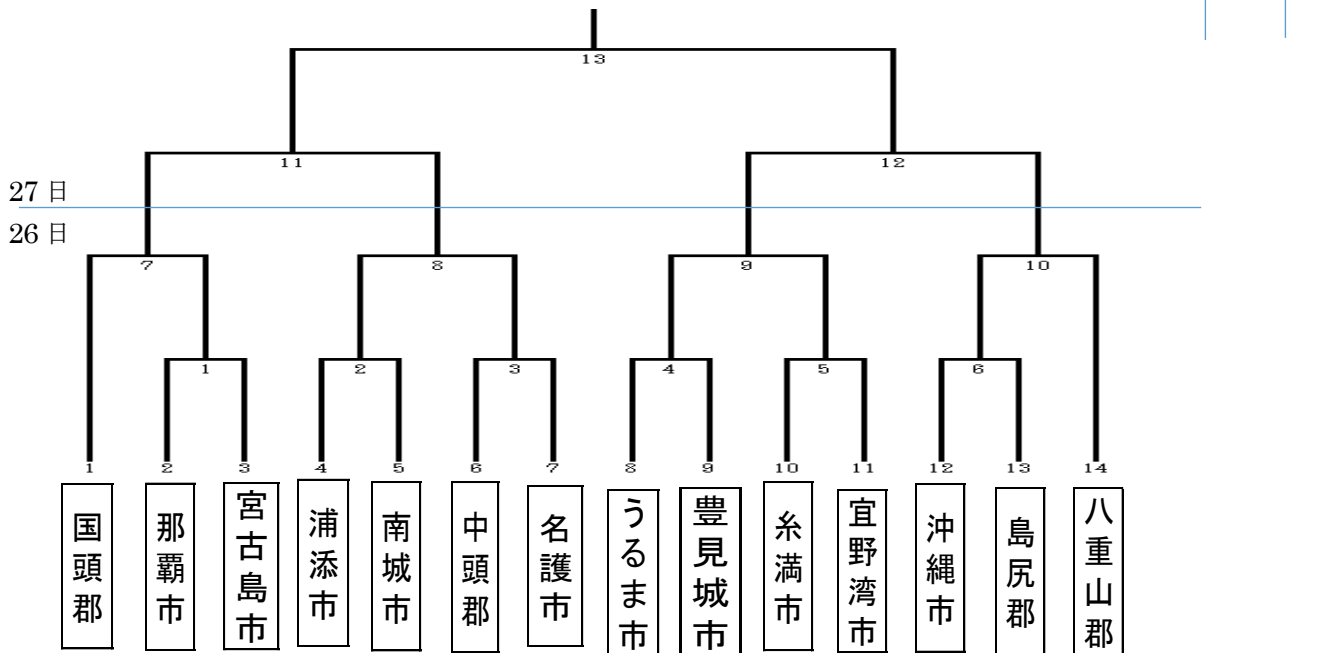 13
11 12
27 日
26 日
7 8 9 10
1 2 3 4 5 6
1 2 3 4 5 6 7 8 9 10 11 12 13 14
国頭郡
那覇市
宮古島市
浦添市
南城市
中頭郡
名護市
うるま市
豊見城市
糸満市
宜野湾市
沖縄市
島尻郡
八重山郡